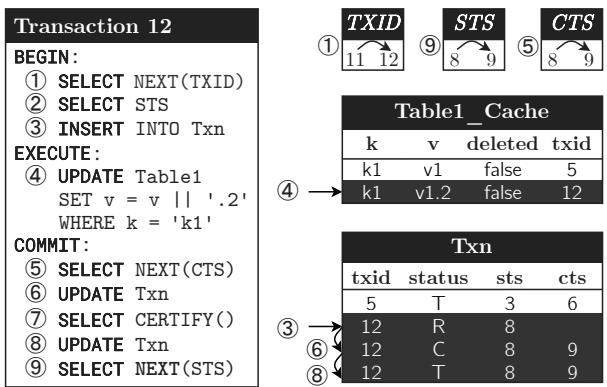 Transaction 12
BEGIN:
① SELECT NEXT(TXID)
② SELECT STS
③ INSERT INTO Txn
EXECUTE:
④ UPDATE Table1
SET v = v || '.2'
WHERE k = 'k1'
COMMIT:
⑤ SELECT NEXT(CTS)
⑥ UPDATE Txn
⑦ SELECT CERTIFY()
⑧ UPDATE Txn
⑨ SELECT NEXT(STS)
TXID
① 11 12
STS
⑨ 8 9
CTS
⑤ 8 9
Table1_Cache
k v deleted txid
k1 v1 false 5
④ k1 v1.2 false 12
Txn
txid status sts cts
5 T 3 6
③ 12 R 8
⑥ 12 C 8 9
⑧ 12 T 8 9